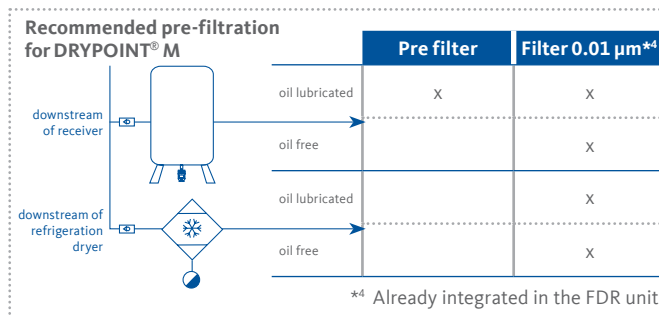 Recommended pre-filtration
for DRYPOINT® M
Pre filter
Filter 0.01 µm*4
oil lubricated
x
x
downstream
of receiver
oil free
x
oil lubricated
x
downstream of
refrigeration
dryer
oil free
x
*4 Already integrated in the FDR unit